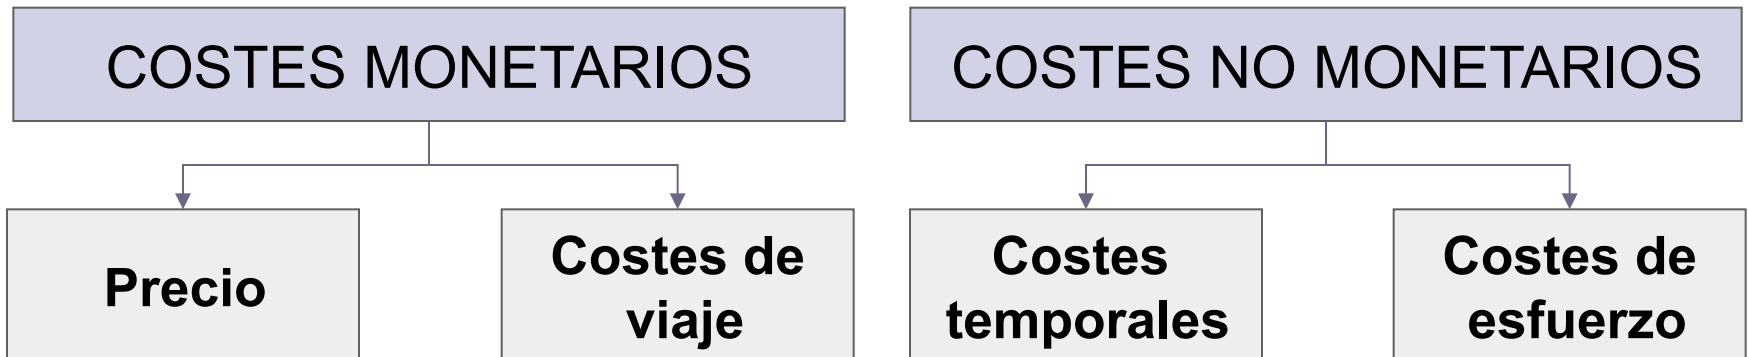 COSTES MONETARIOS
COSTES NO MONETARIOS
Precio
Costes de
viaje
Costes
temporales
Costes de
esfuerzo